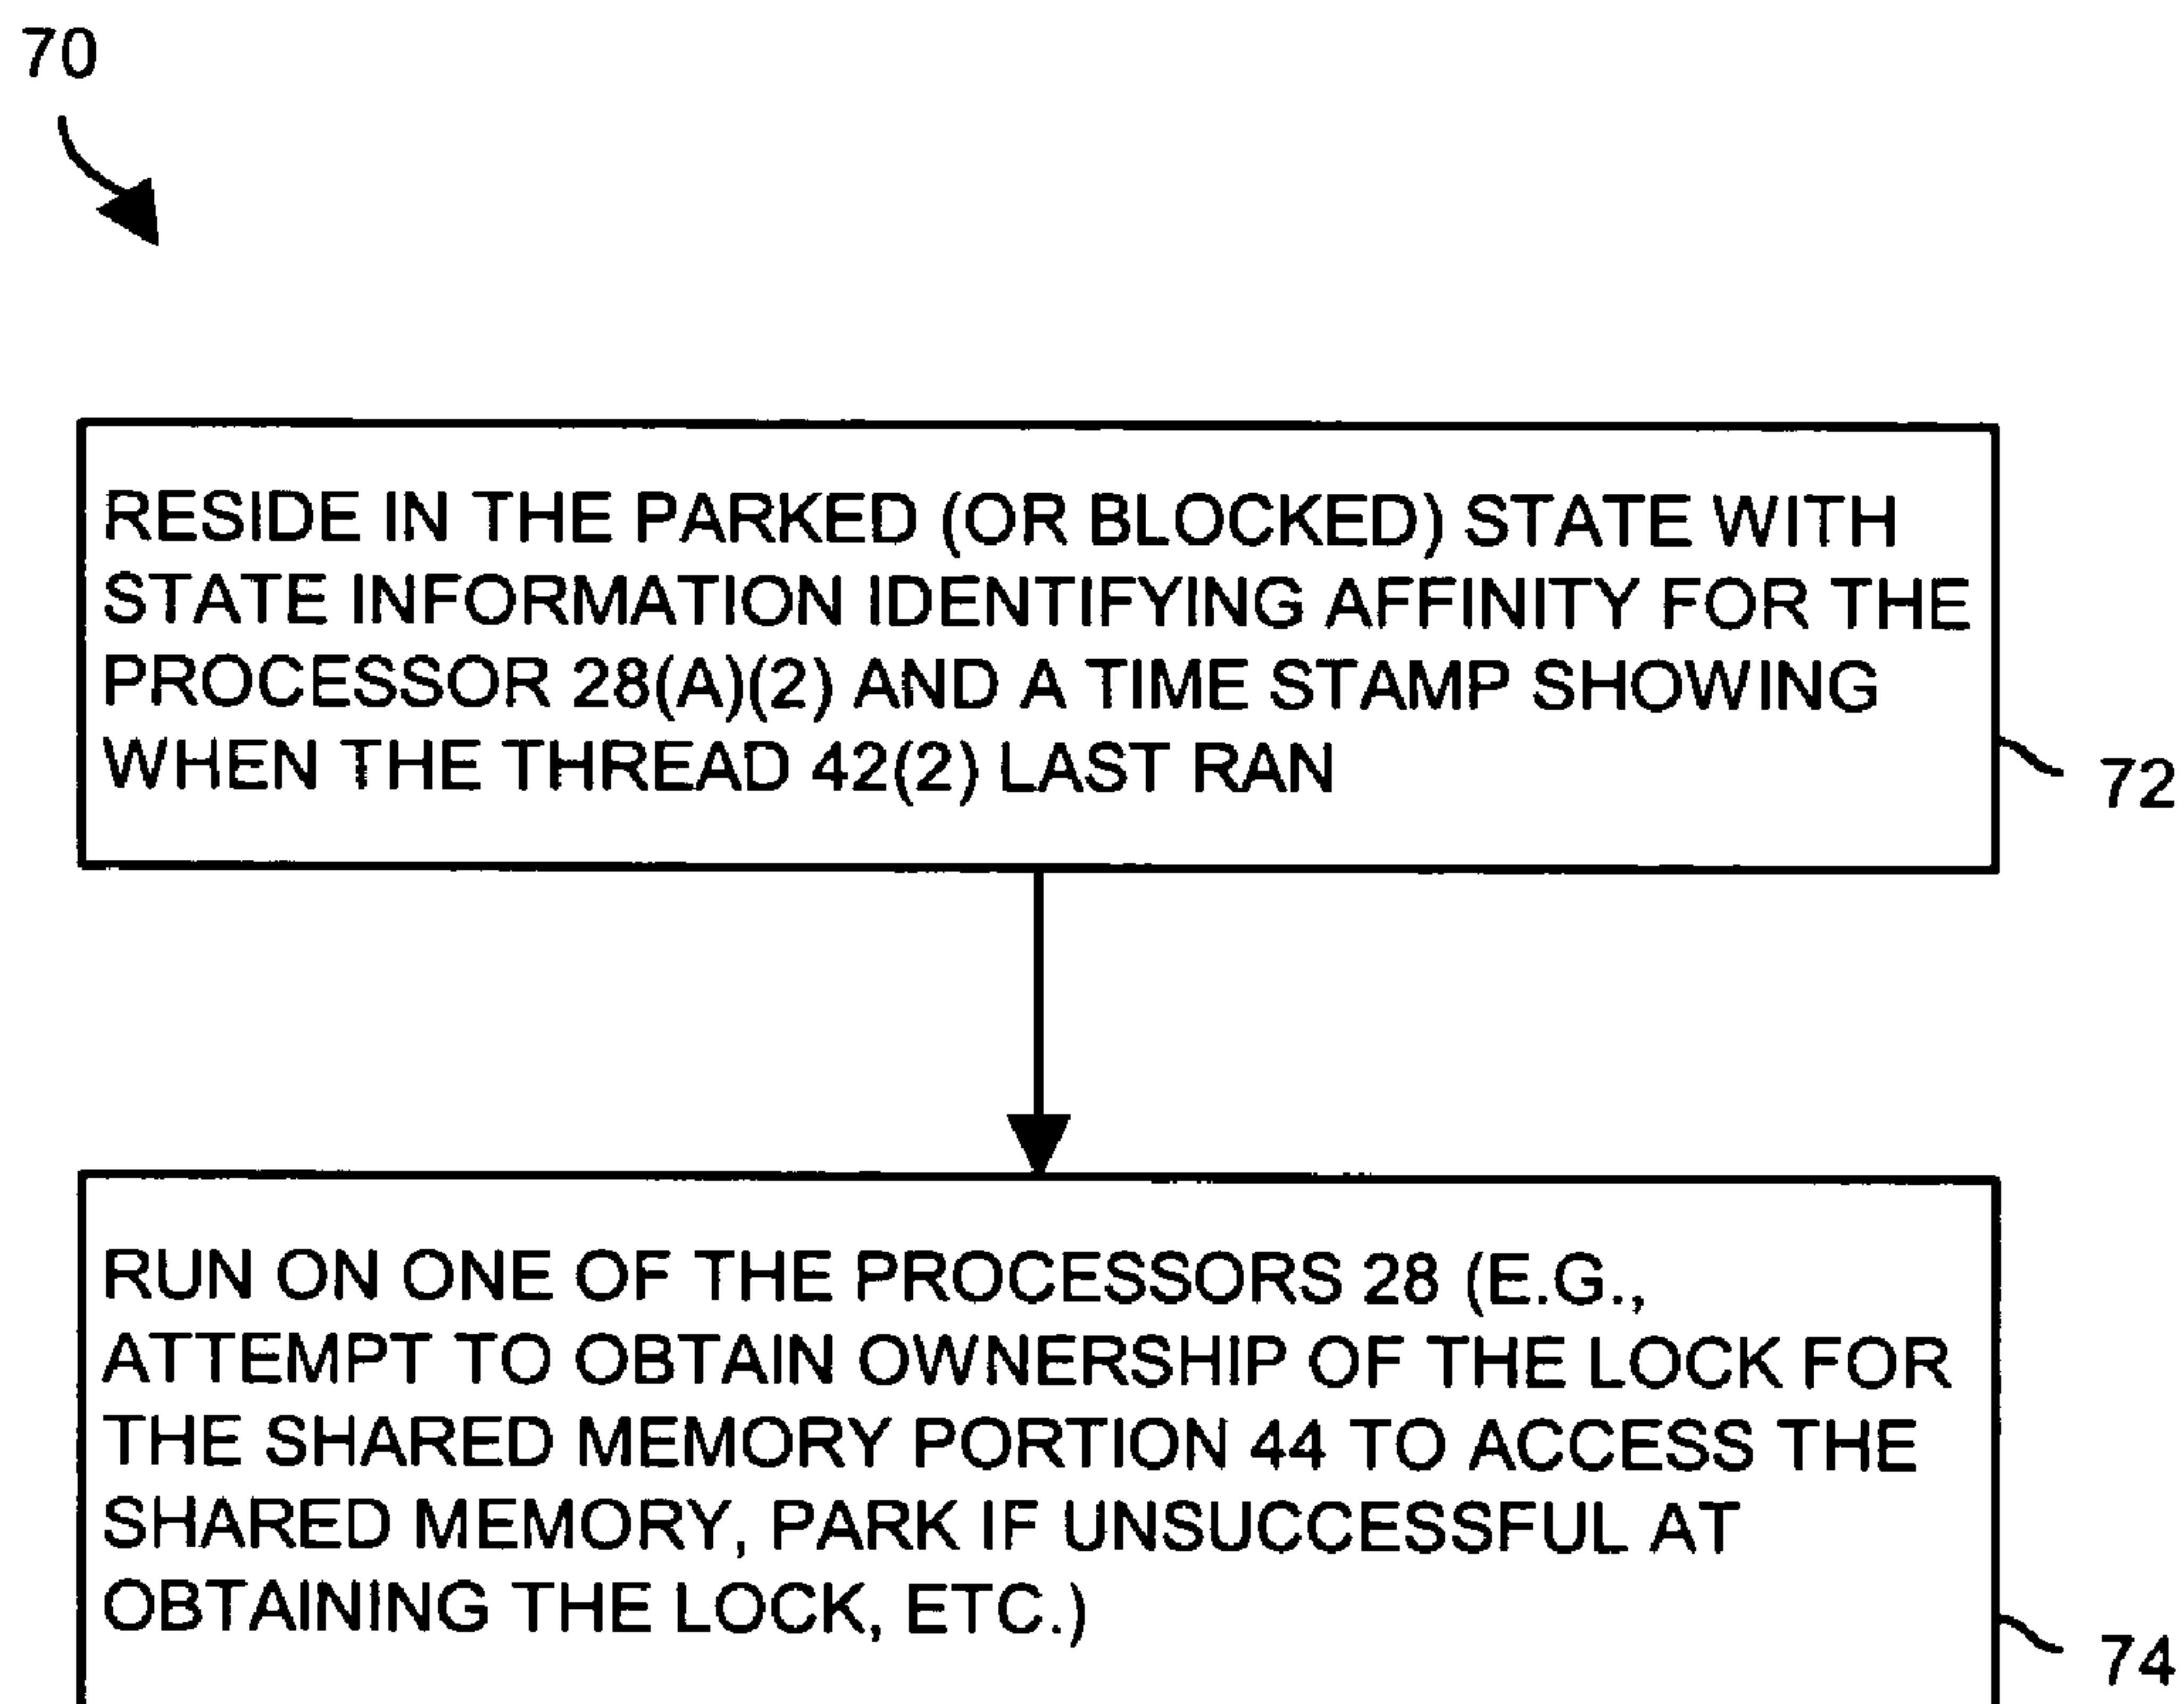 70
RESIDE IN THE PARKED (OR BLOCKED) STATE WITH
STATE INFORMATION IDENTIFYING AFFINITY FOR THE
PROCESSOR 28(A)(2) AND A TIME STAMP SHOWING
WHEN THE THREAD 42(2) LAST RAN
72
RUN ON ONE OF THE PROCESSORS 28 (E.G.,
ATTEMPT TO OBTAIN OWNERSHIP OF THE LOCK FOR
THE SHARED MEMORY PORTION 44 TO ACCESS THE
SHARED MEMORY, PARK IF UNSUCCESSFUL AT
OBTAINING THE LOCK, ETC.)
74